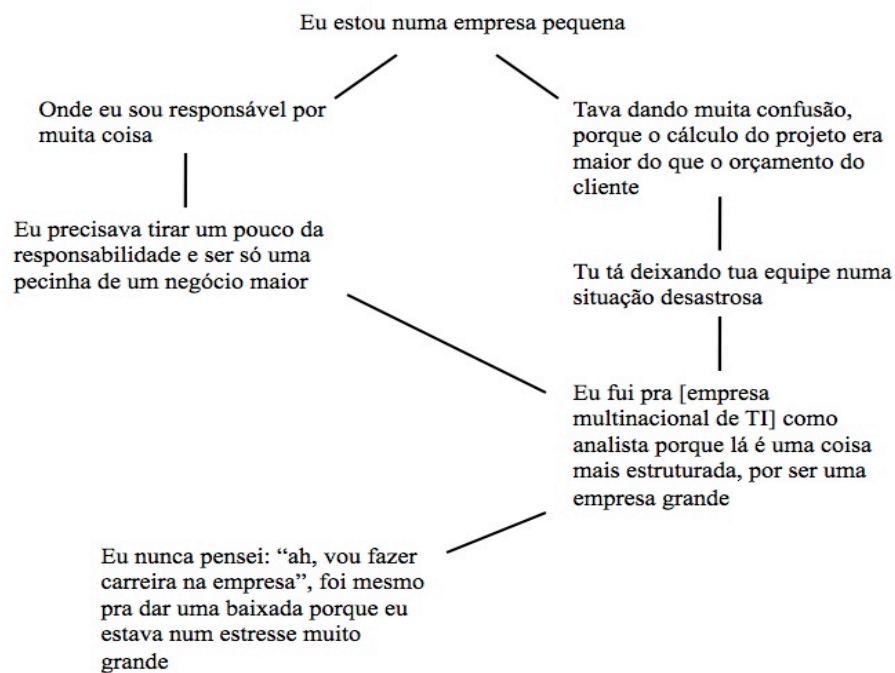 Eu estou numa empresa pequena
Onde eu sou responsável por
muita coisa
Tava dando muita confusão,
porque o cálculo do projeto era
maior do que o orçamento do
cliente
Eu precisava tirar um pouco da
responsabilidade e ser só uma
pecinha de um negócio maior
Tu tá deixando tua equipe numa
situação desastrosa
Eu fui pra [empresa
multinacional de TI] como
analista porque lá é uma coisa
mais estruturada, por ser uma
empresa grande
Eu nunca pensei: “ah, vou fazer
carreira na empresa”, foi mesmo
pra dar uma baixada porque eu
estava num estresse muito
grande